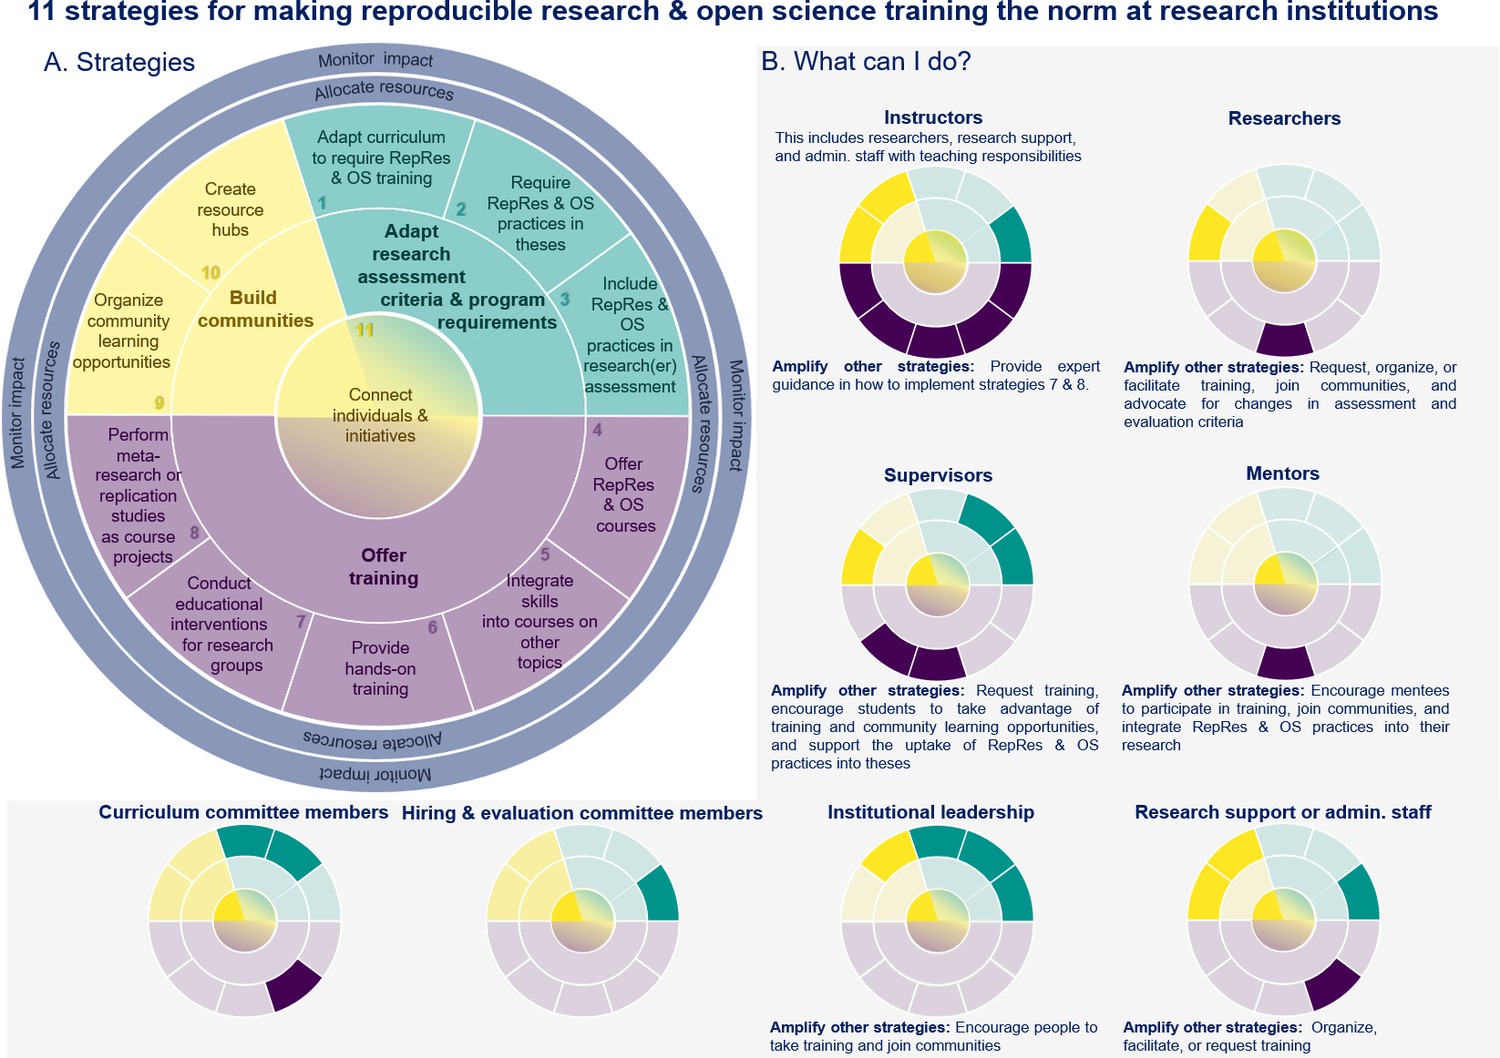 11 strategies for making reproducible research & open science training the norm at research institutions
A. Strategies
Monitor impact
Allocate resources
Monitor impact
Allocate resources
Allocate resources
Monitor impact
Allocate resources
Monitor impact
Adapt curriculum
to require RepRes
& OS training
1
Require
RepRes & OS
practices in
theses
2
Include
RepRes &
OS
practices in
research(er)
assessment
3
Adapt
research
assessment
criteria & program
requirements
4
Offer
RepRes
& OS
courses
5
Integrate
skills
into courses on
other
topics
6
Provide
hands-on
training
7
Conduct
educational
interventions
for research
groups
8
Perform
meta-
research or
replication
studies
as course
projects
Offer
training
9
Organize
community
learning
opportunities
10
Create
resource
hubs
Build
communities
11
Connect
individuals &
initiatives
B. What can I do?
Instructors
This includes researchers, research support,
and admin. staff with teaching responsibilities
Amplify other strategies: Provide expert
guidance in how to implement strategies 7 & 8.
Researchers
Amplify other strategies: Request, organize, or
facilitate training, join communities, and
advocate for changes in assessment and
evaluation criteria
Supervisors
Amplify other strategies: Request training,
encourage students to take advantage of
training and community learning opportunities,
and support the uptake of RepRes & OS
practices into theses
Mentors
Amplify other strategies: Encourage mentees
to participate in training, join communities, and
integrate RepRes & OS practices into their
research
Curriculum committee members
Hiring & evaluation committee members
Institutional leadership
Amplify other strategies: Encourage people to
take training and join communities
Research support or admin. staff
Amplify other strategies: Organize,
facilitate, or request training